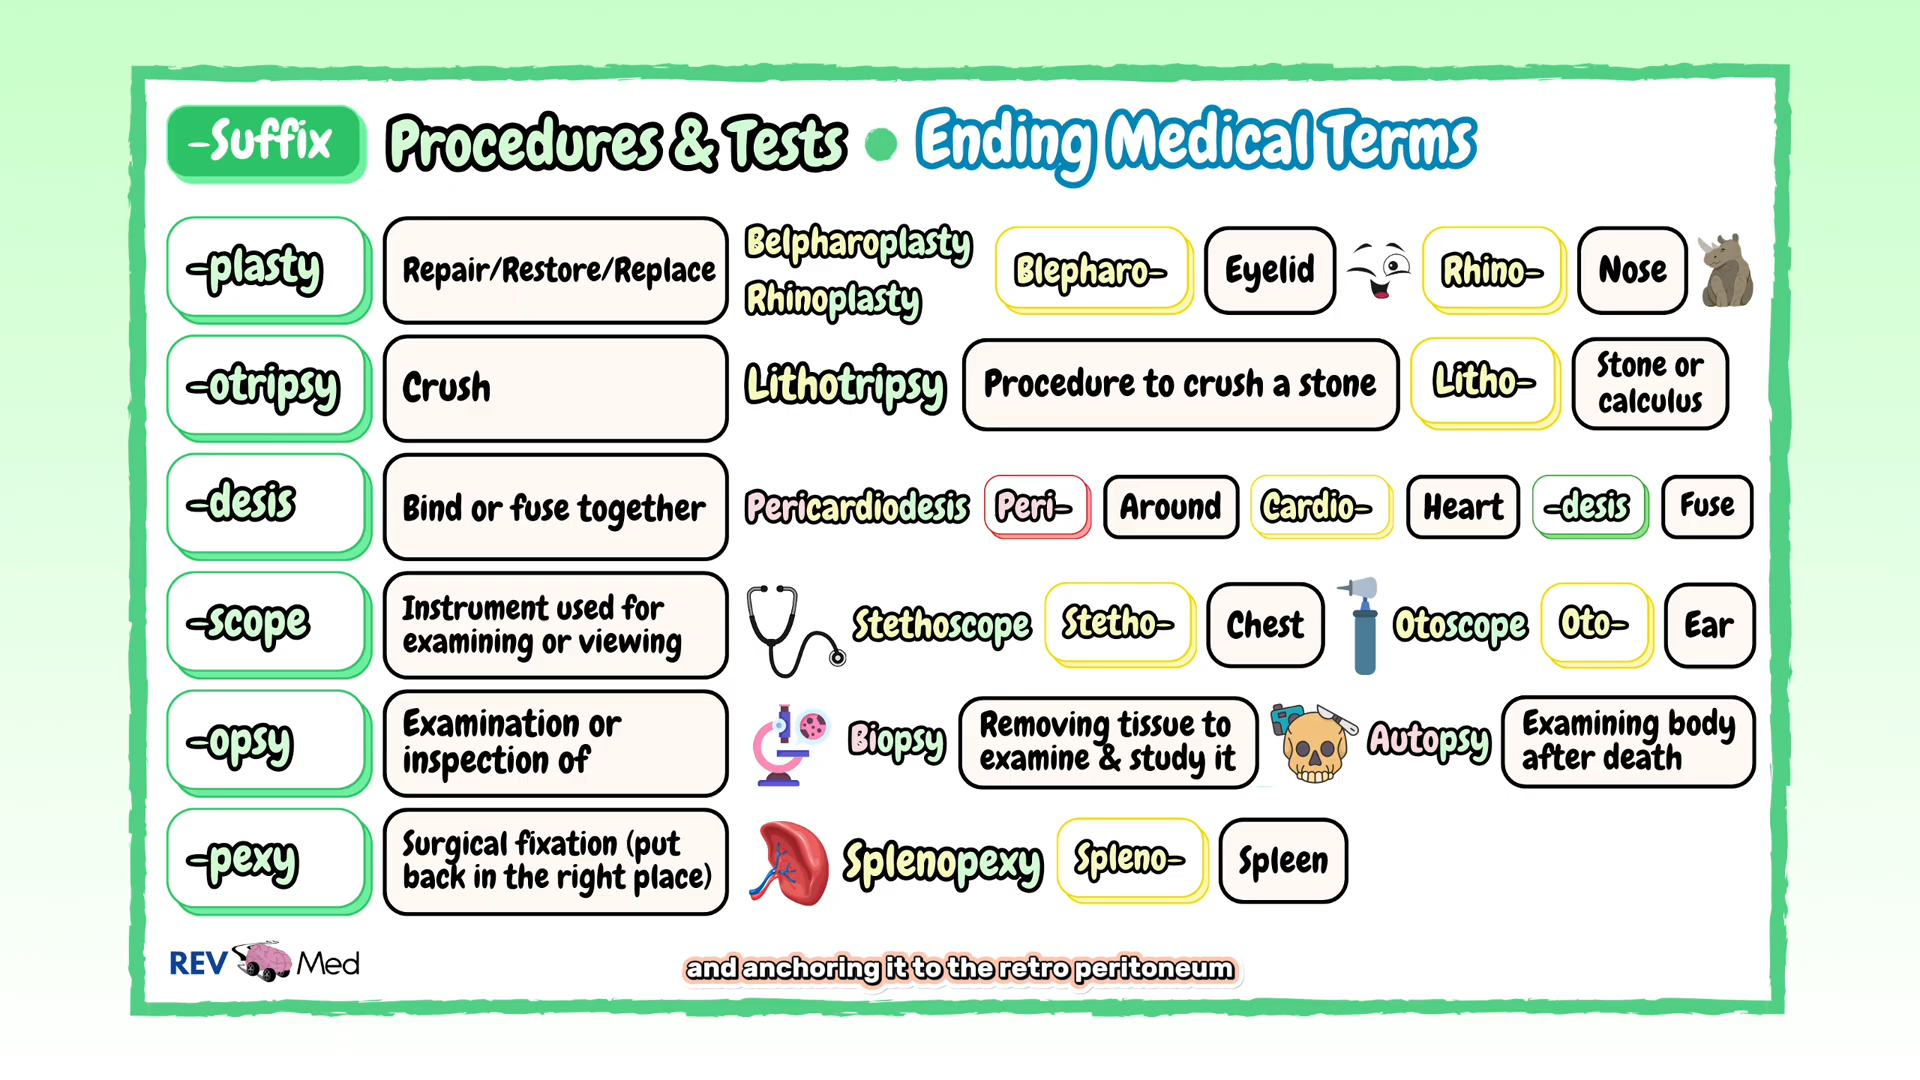 -Suffix Procedures & Tests • Ending Medical Terms
-plasty Repair/Restore/Replace Belpharoplasty Blepharo- Eyelid Rhino- Nose
Rhinoplasty
-otripsy Crush Lithotripsy Procedure to crush a stone Litho- Stone or
calculus
-desis Bind or fuse together Pericardiodesis Peri- Around Cardio- Heart -desis Fuse
-scope Instrument used for
examining or viewing Stethoscope Stetho- Chest Otoscope Oto- Ear
-opsy Examination or
inspection of Biopsy Removing tissue to
examine & study it Autopsy Examining body
after death
-pexy Surgical fixation (put
back in the right place) Splenopexy Spleno- Spleen
REV Med
and anchoring it to the retro peritoneum